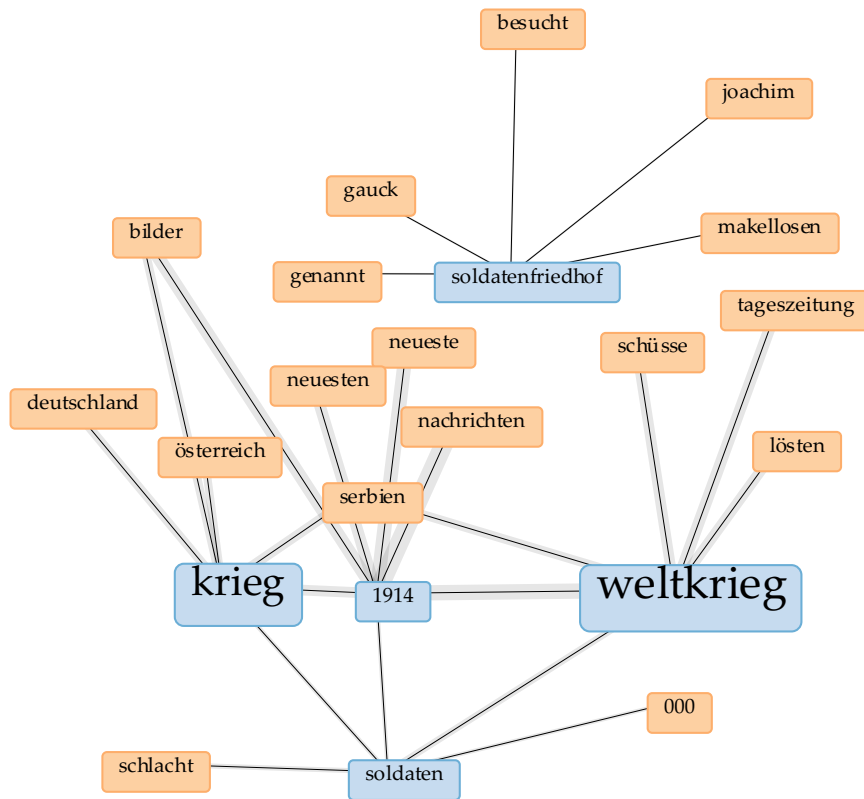 besucht
joachim
gauck
makellosen
bilder
genannt
soldatenfriedhof
tageszeitung
neueste
schüsse
neuesten
deutschland
nachrichten
österreich
lösten
serbien
krieg
1914
weltkrieg
000
schlacht
soldaten